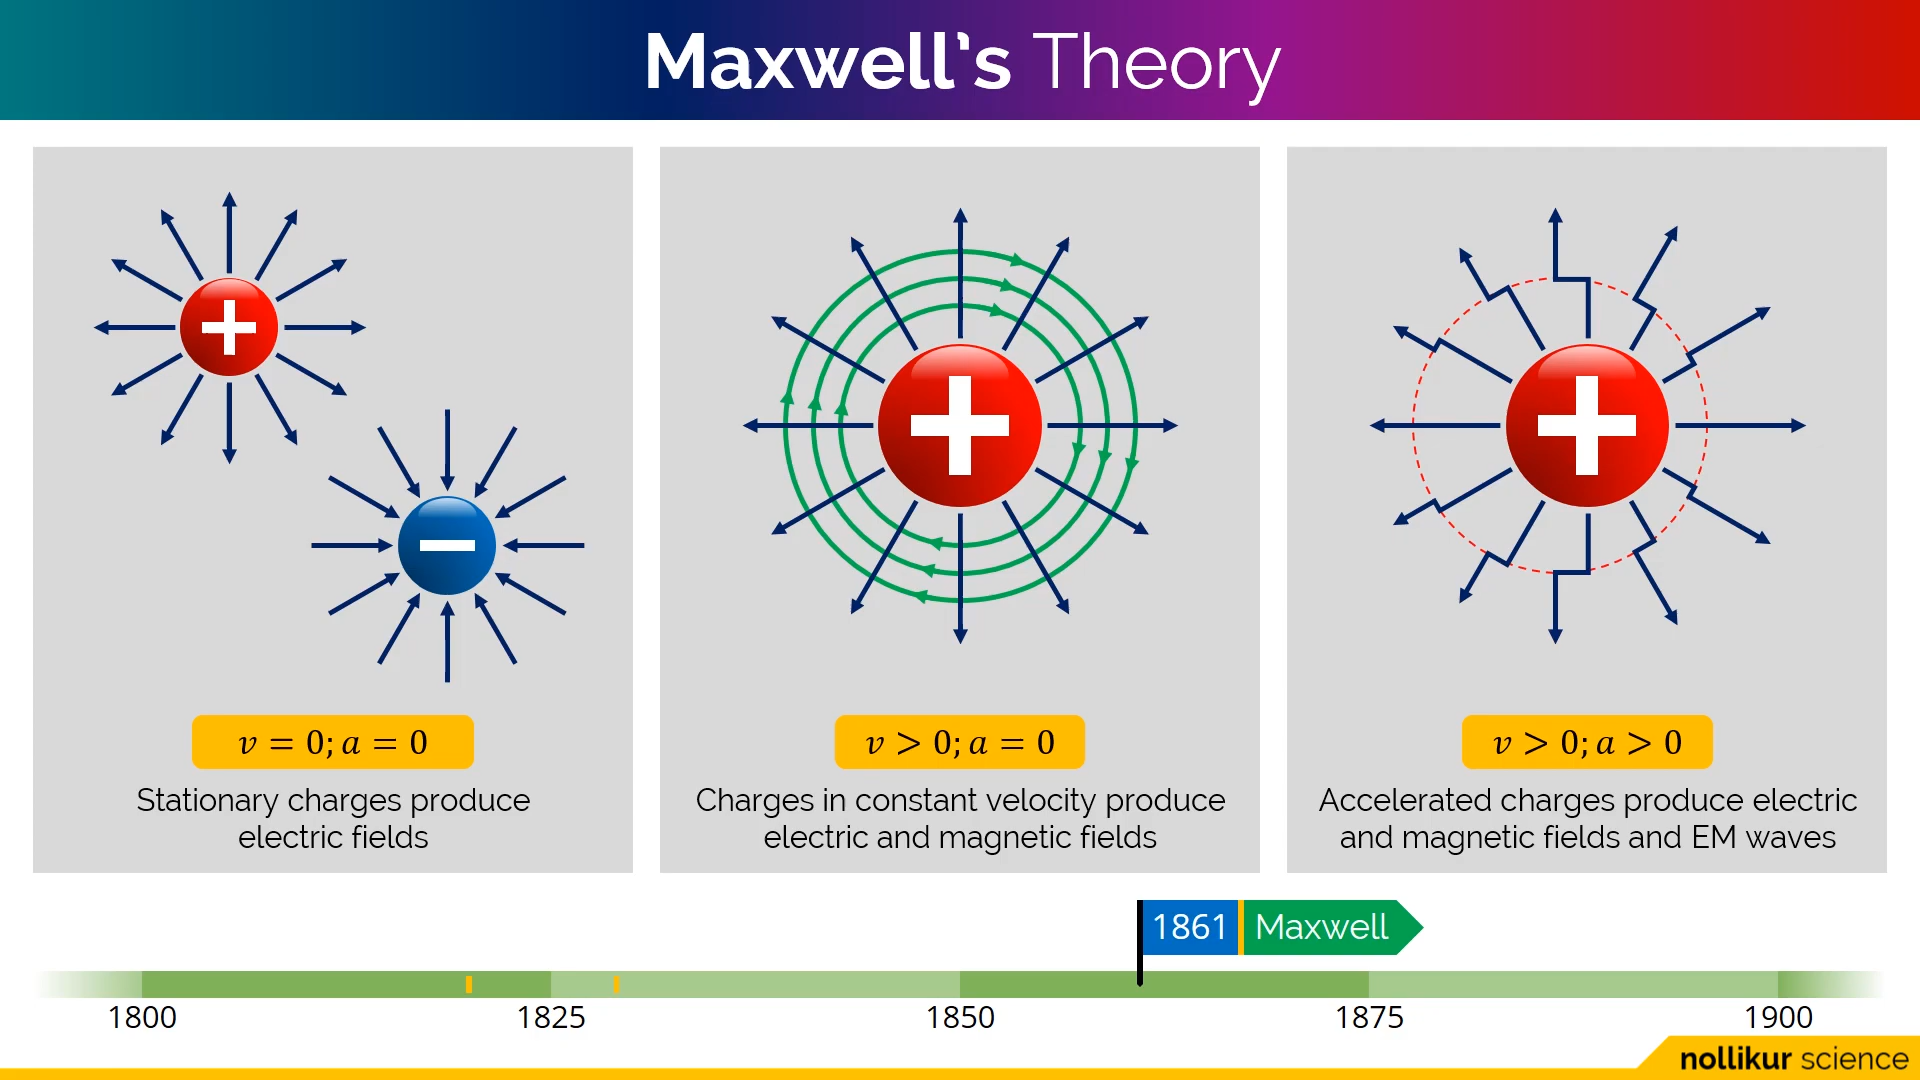 Maxwell's Theory
v = 0; a = 0
Stationary charges produce
electric fields
v > 0; a = 0
Charges in constant velocity produce
electric and magnetic fields
v > 0; a > 0
Accelerated charges produce electric
and magnetic fields and EM waves
1861 Maxwell
1800 1825 1850 1875 1900
nollikur science